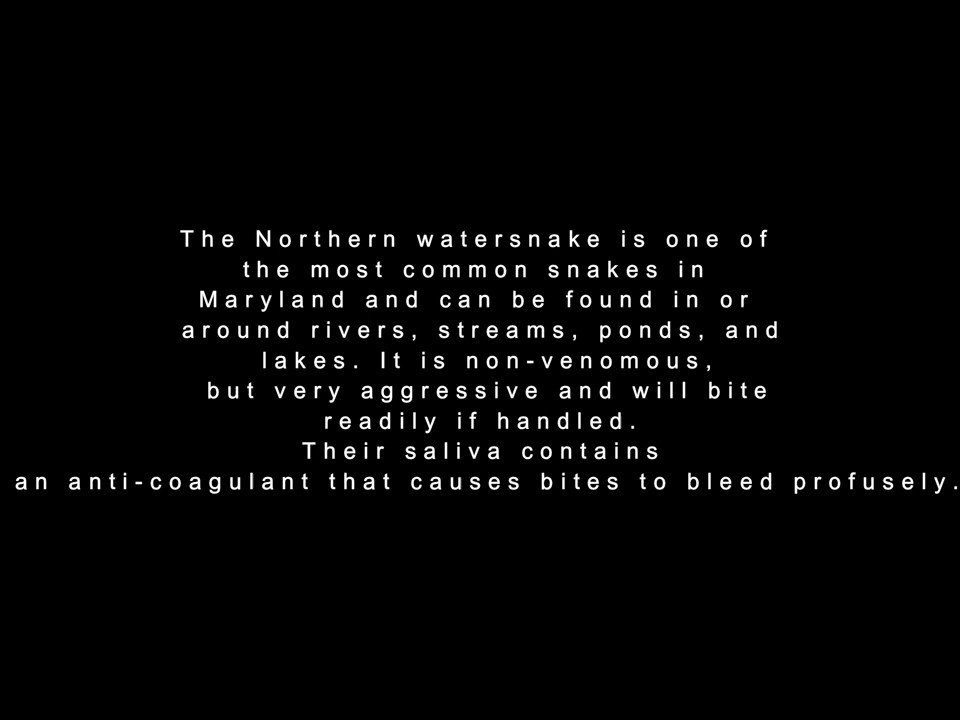 The Northern watersnake is one of
the most common snakes in
Maryland and can be found in or
around rivers, streams, ponds, and
lakes. It is non-venomous,
but very aggressive and will bite
readily if handled.
Their saliva contains
an anti-coagulant that causes bites to bleed profusely.